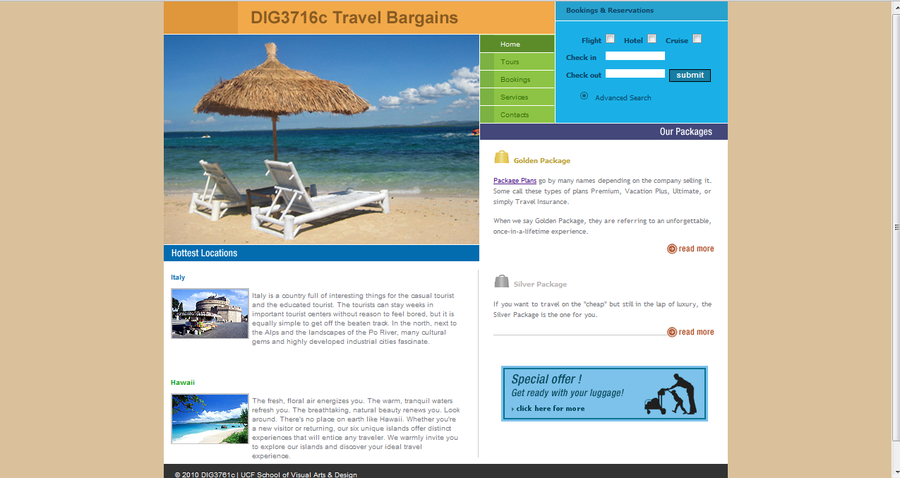 DIG3716c Travel Bargains
Bookings & Reservations
Flight Hotel Cruise
Check in
Check out submit
Advanced Search
Home
Tours
Bookings
Services
Contacts
Our Packages
Golden Package
Package Plans go by many names depending on the company selling it.
Some call these types of plans Premium, Vacation Plus, Ultimate, or
simply Travel Insurance.
When we say Golden Package, they are referring to an unforgettable,
once-in-a-lifetime experience.
read more
Silver Package
If you want to travel on the "cheap" but still in the lap of luxury, the
Silver Package is the one for you.
read more
Special offer !
Get ready with your luggage!
› click here for more
Hottest Locations
Italy
Italy is a country full of interesting things for the casual tourist
and the educated tourist. The tourists can stay weeks in
important tourist centers without reason to feel bored, but it is
equally simple to get off the beaten track. In the north, next to
the Alps and the landscapes of the Po River, many cultural
gems and highly developed industrial cities fascinate.
Hawaii
The fresh, floral air energizes you. The warm, tranquil waters
refresh you. The breathtaking, natural beauty renews you. Look
around. There's no place on earth like Hawaii. Whether you're
a new visitor or returning, our six unique islands offer distinct
experiences that will entice any traveler. We warmly invite you
to explore our islands and discover your ideal travel
experience.
© 2010 DIG3761c | UCF School of Visual Arts & Design